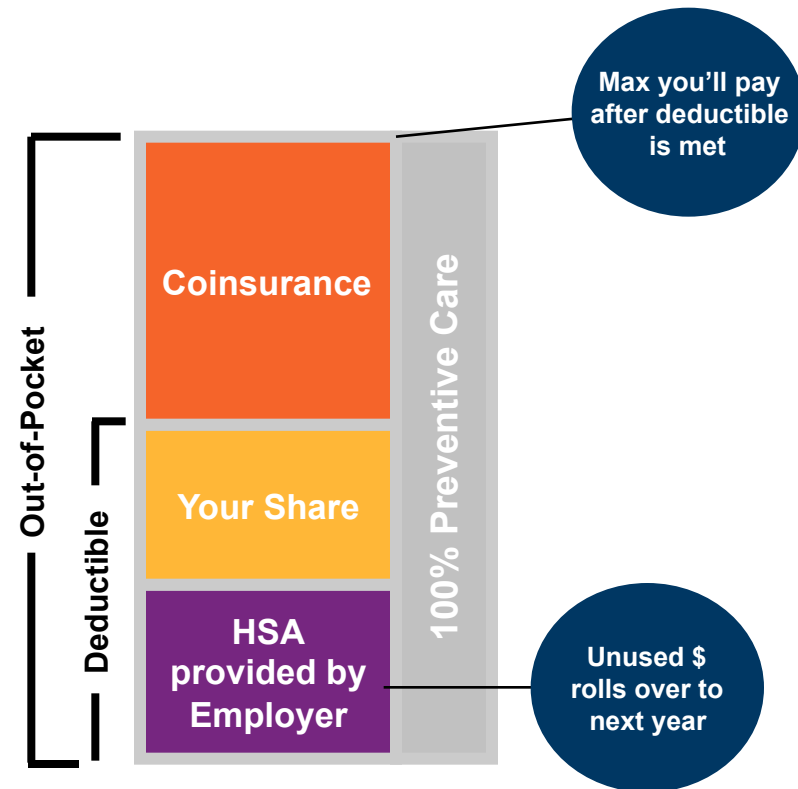 Max you'll pay
after deductible
is met
Out-of-Pocket
Deductible
Coinsurance
Your Share
HSA
provided by
Employer
100% Preventive Care
Unused $
rolls over to
next year